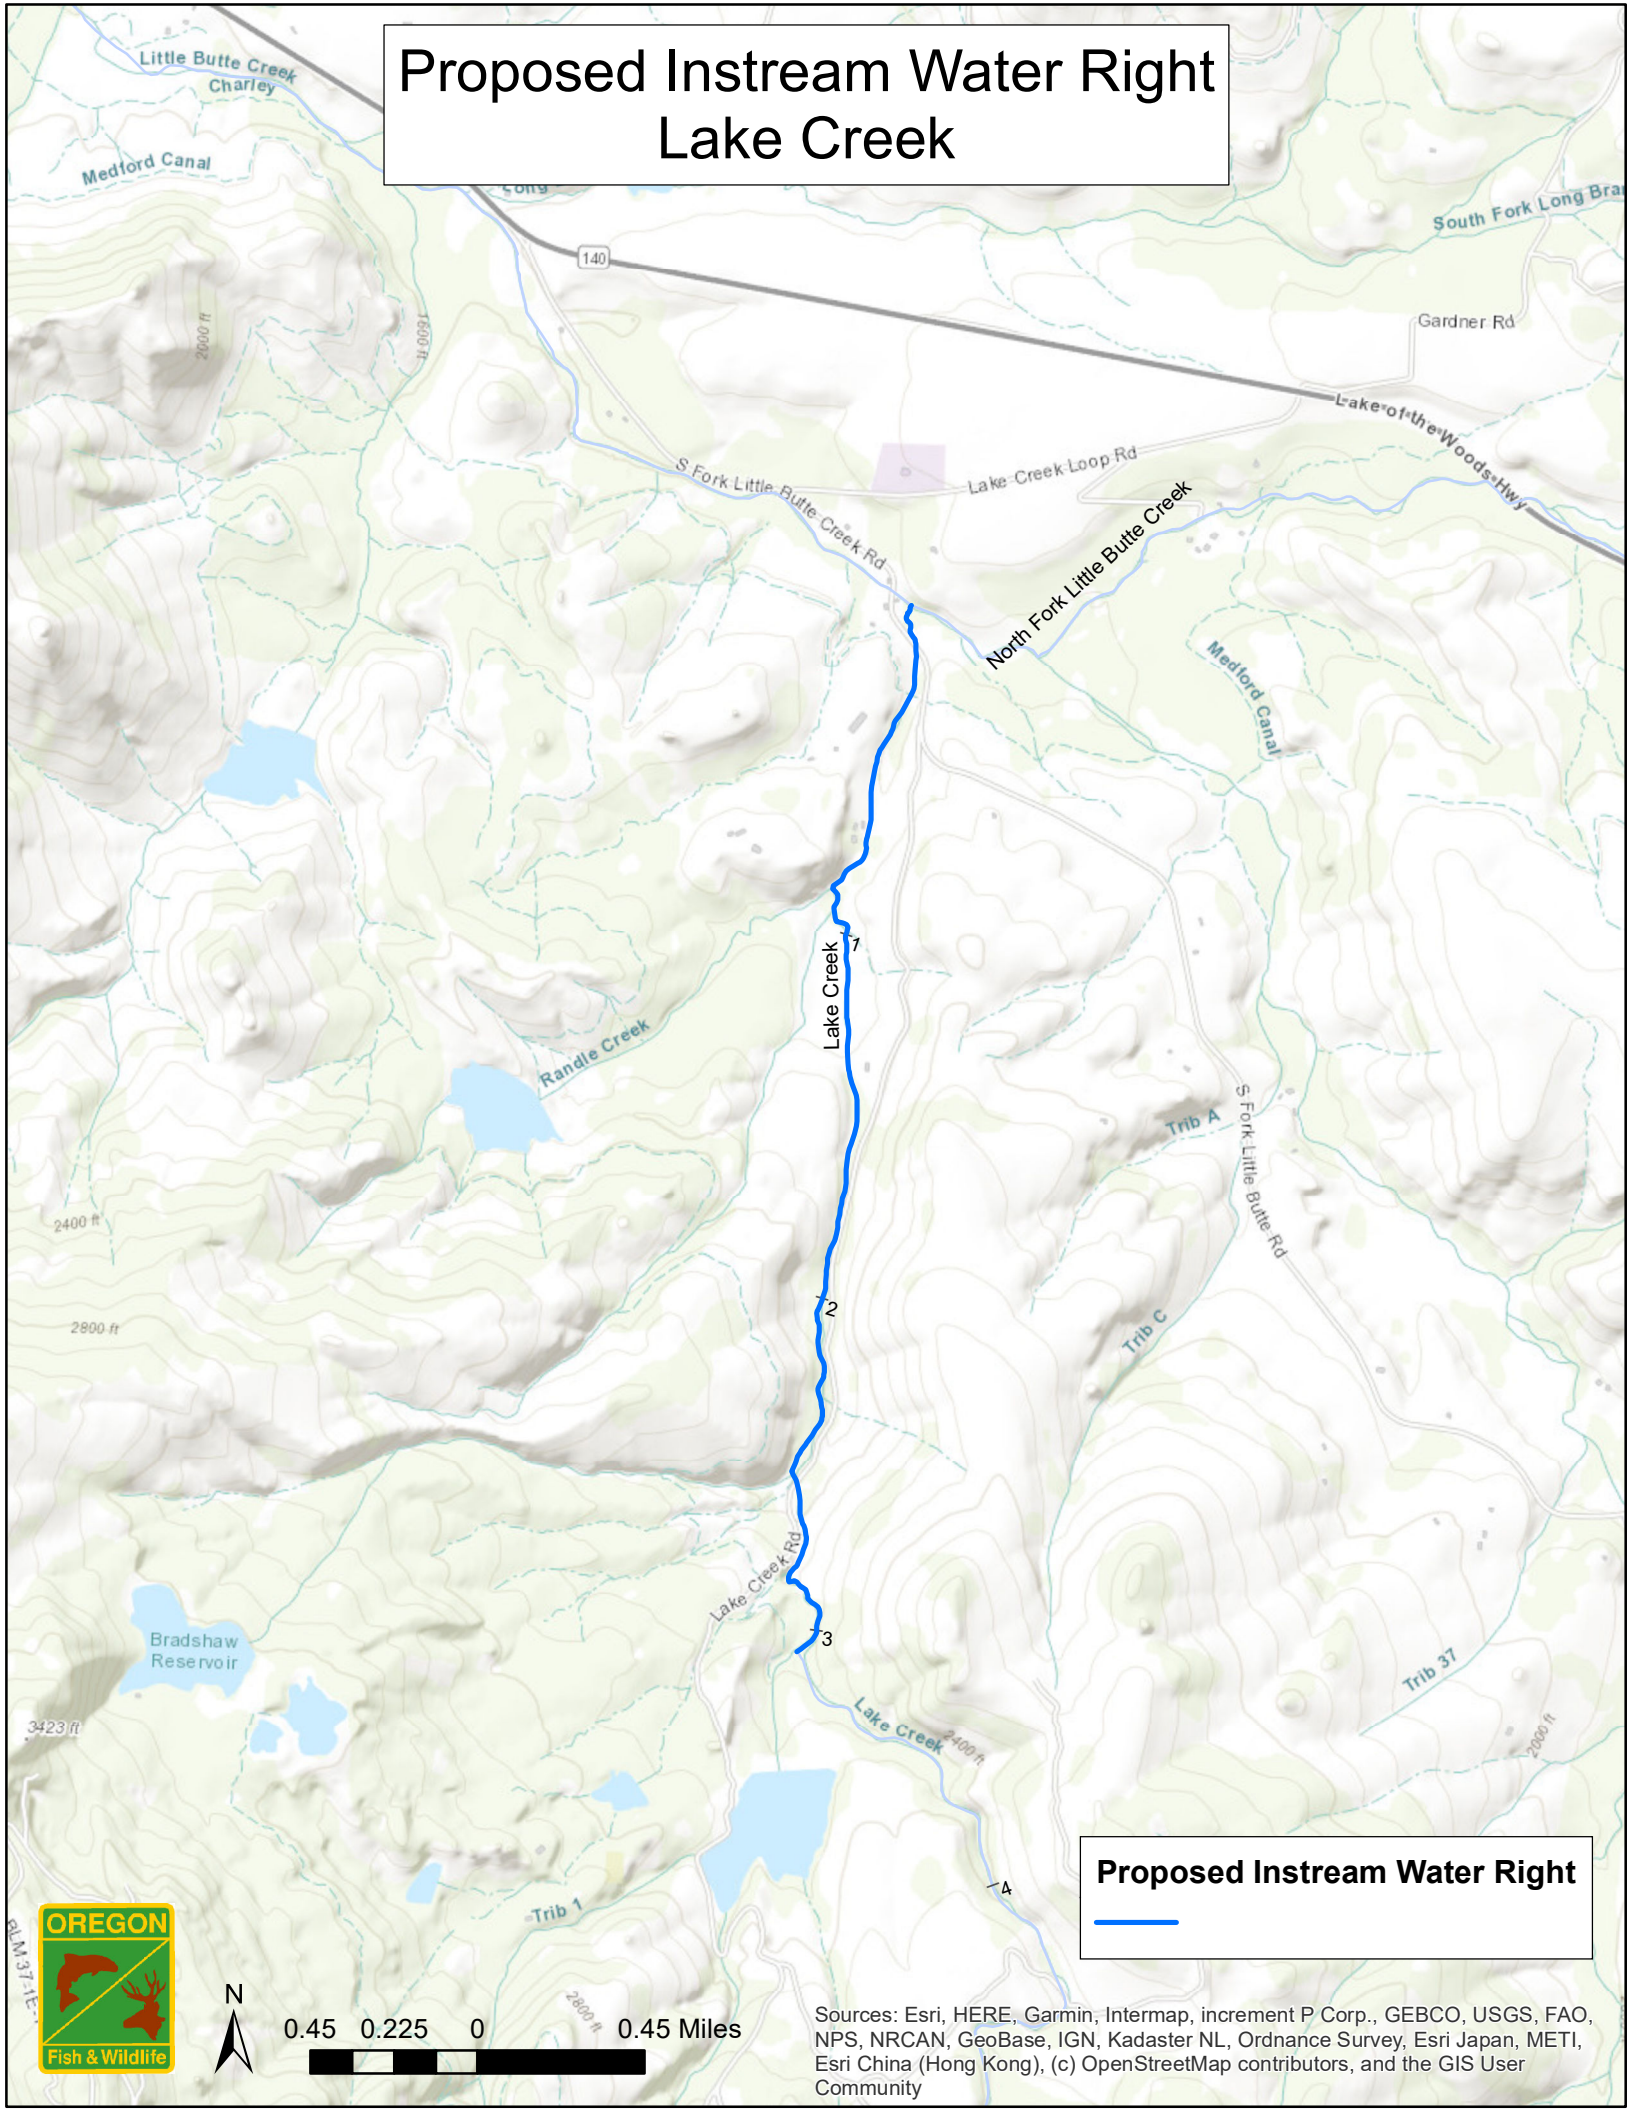 Proposed Instream Water Right
Lake Creek
Little Butte Creek
Charley
Medford Canal
Long
South Fork Long Bra
140
2000 ft
1600 ft
Gardner Rd
Lake of the Woods Hwy
S Fork Little Butte Creek Rd
Lake Creek Loop Rd
North Fork Little Butte Creek
Medford Canal
1
Lake Creek
Randle Creek
Trib A
S Fork Little Butte Rd
2400 ft
2
2800 ft
Trib C
Lake Creek Rd
Bradshaw
Reservoir
3
Trib 37
3423 ft
Lake Creek
2400 ft
2000 ft
4
Trib 1
Proposed Instream Water Right
OREGON
Fish & Wildlife
BLM 37-1E-
N
2800 ft
0.45 0.225 0 0.45 Miles
Sources: Esri, HERE, Garmin, Intermap, increment P Corp., GEBCO, USGS, FAO,
NPS, NRCAN, GeoBase, IGN, Kadaster NL, Ordnance Survey, Esri Japan, METI,
Esri China (Hong Kong), (c) OpenStreetMap contributors, and the GIS User
Community